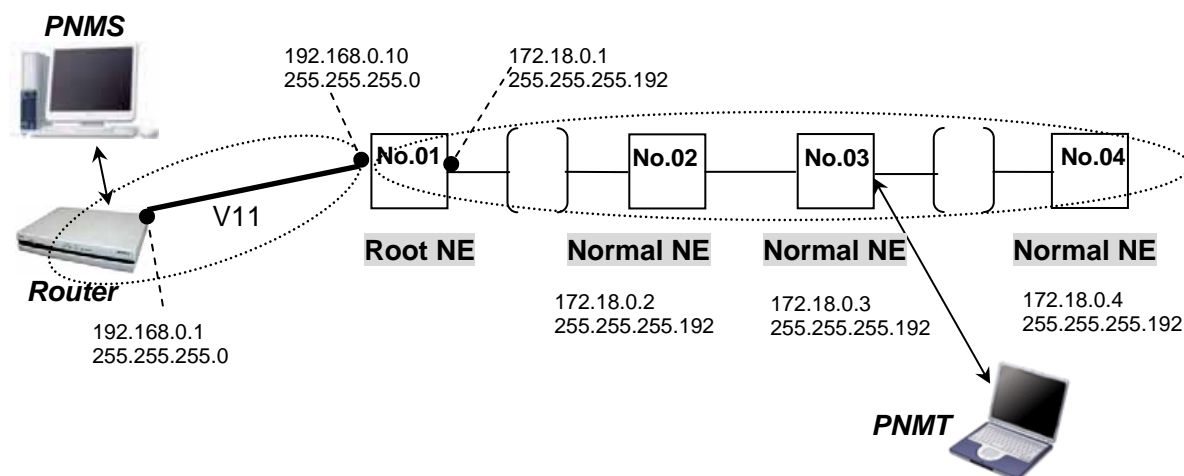 PNMS
192.168.0.10
255.255.255.0
172.18.0.1
255.255.255.192
No.01
No.02
No.03
No.04
V11
Router
Root NE
Normal NE
Normal NE
Normal NE
192.168.0.1
255.255.255.0
172.18.0.2
255.255.255.192
172.18.0.3
255.255.255.192
172.18.0.4
255.255.255.192
PNMT